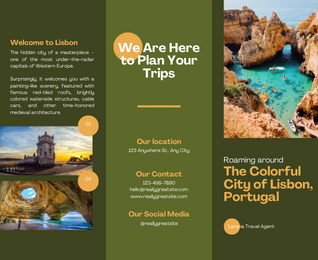 Welcome to Lisbon
The hidden city of a masterpiece –
one of the most under-the-radar
capitals of Western Europe.
Surprisingly, it welcomes you with a
painting-like scenery, featured with
famous red-tiled roofs, brightly
colored waterside structures, cable
cars, and other time-honored
medieval architecture.
We Are Here
to Plan Your
Trips
Our location
123 Anywhere St., Any City
Our Contact
123-456-7890
hello@reallygreatsite
www.reallygreatsite
Our Social Media
@reallygreatsite
Roaming around
The Colorful
City of Lisbon,
Portugal
Travel Agent